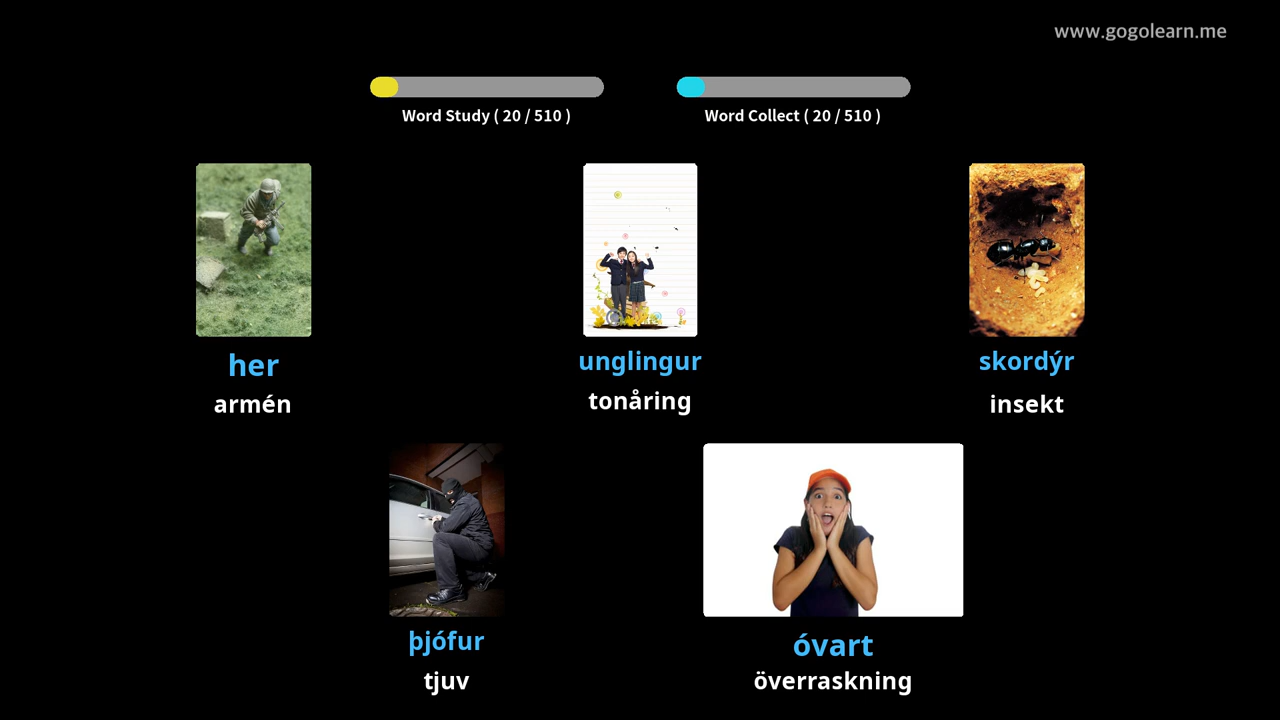 www.gogolearn.me
Word Study ( 20 / 510 )
Word Collect ( 20 / 510 )
her
armén
unglingur
tonåring
skordýr
insekt
þjófur
tjuv
óvart
överraskning